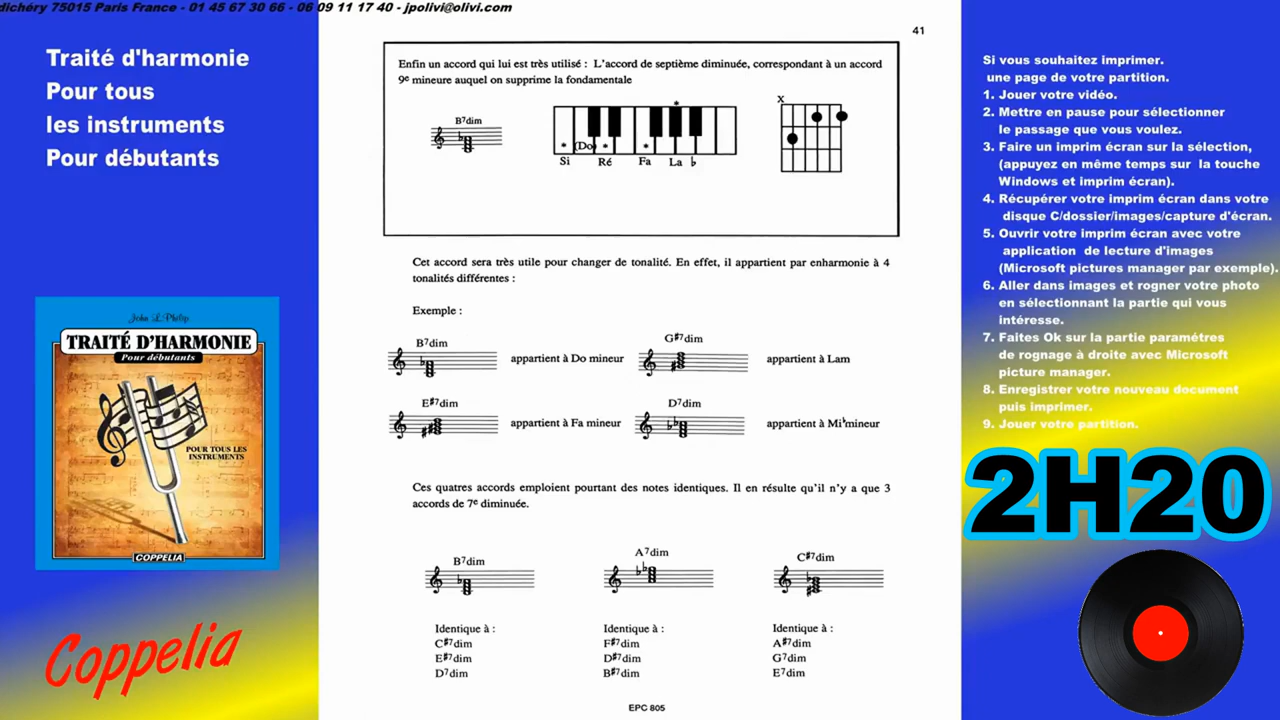 dichéry 75015 Paris France - 01 45 67 30 66 - 06 09 11 17 40 - jpolivi@olivi.com
Traité d'harmonie
Pour tous
les instruments
Pour débutants
John L. Philip
TRAITÉ D'HARMONIE
Pour débutants
POUR TOUS LES
INSTRUMENTS
COPPELIA
Coppelia
41
Enfin un accord qui lui est très utilisé : L'accord de septième diminuée, correspondant à un accord
9e mineure auquel on supprime la fondamentale
B7dim
X
(Do)
Si Ré Fa La ♭
Cet accord sera très utile pour changer de tonalité. En effet, il appartient par enharmonie à 4
tonalités différentes :
Exemple :
B7dim
appartient à Do mineur
G#7dim
appartient à Lam
E#7dim
appartient à Fa mineur
D7dim
appartient à Mi♭mineur
Ces quatres accords emploient pourtant des notes identiques. Il en résulte qu'il n'y a que 3
accords de 7e diminuée.
B7dim
A7dim
C#7dim
Identique à :
C#7dim
E#7dim
D7dim
Identique à :
F#7dim
D#7dim
B#7dim
Identique à :
A#7dim
G7dim
E7dim
EPC 805
Si vous souhaitez imprimer.
une page de votre partition.
1. Jouer votre vidéo.
2. Mettre en pause pour sélectionner
le passage que vous voulez.
3. Faire un imprim écran sur la sélection,
(appuyez en même temps sur la touche
Windows et imprim écran).
4. Récupérer votre imprim écran dans votre
disque C/dossier/images/capture d'écran.
5. Ouvrir votre imprim écran avec votre
application de lecture d'images
(Microsoft pictures manager par exemple).
6. Aller dans images et rogner votre photo
en sélectionnant la partie qui vous
intéresse.
7. Faites Ok sur la partie paramétres
de rognage à droite avec Microsoft
picture manager.
8. Enregistrer votre nouveau document
puis imprimer.
9. Jouer votre partition.
2H20